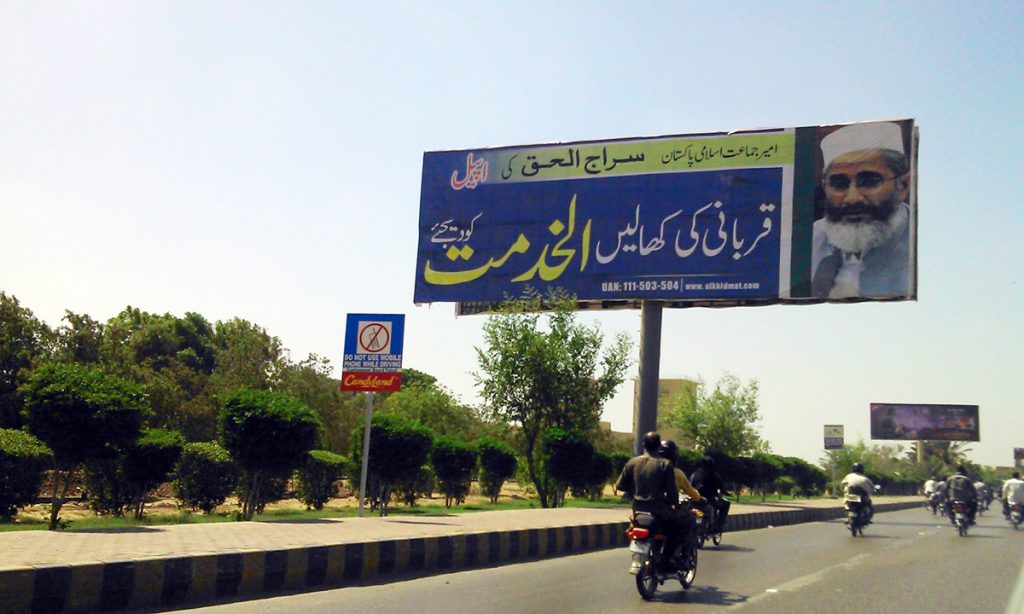 امیر جماعت اسلامی پاکستان سراج الحق کی اپیل
قربانی کی کھالیں الخدمت کو دیجئے
UAN: 111-503-504 | www.alkhidmat.com
DO NOT USE MOBILE
PHONE WHILE DRIVING
Candyland